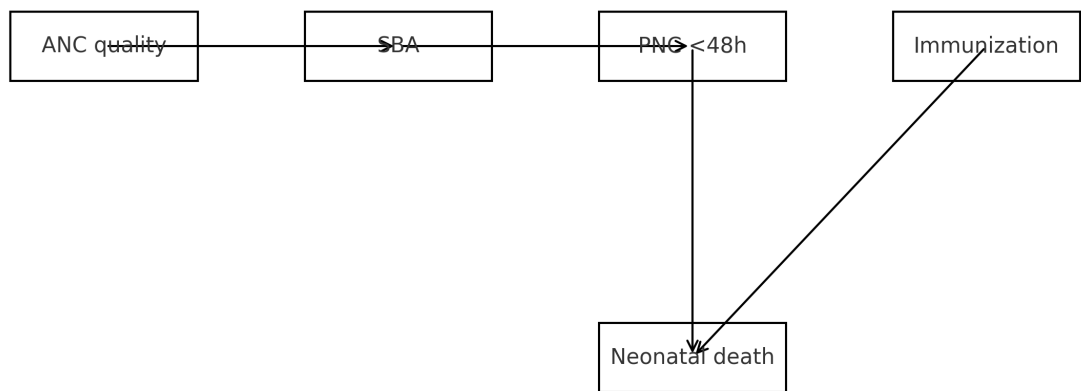 ANC quality
SBA
PNC <48h
Immunization
Neonatal death